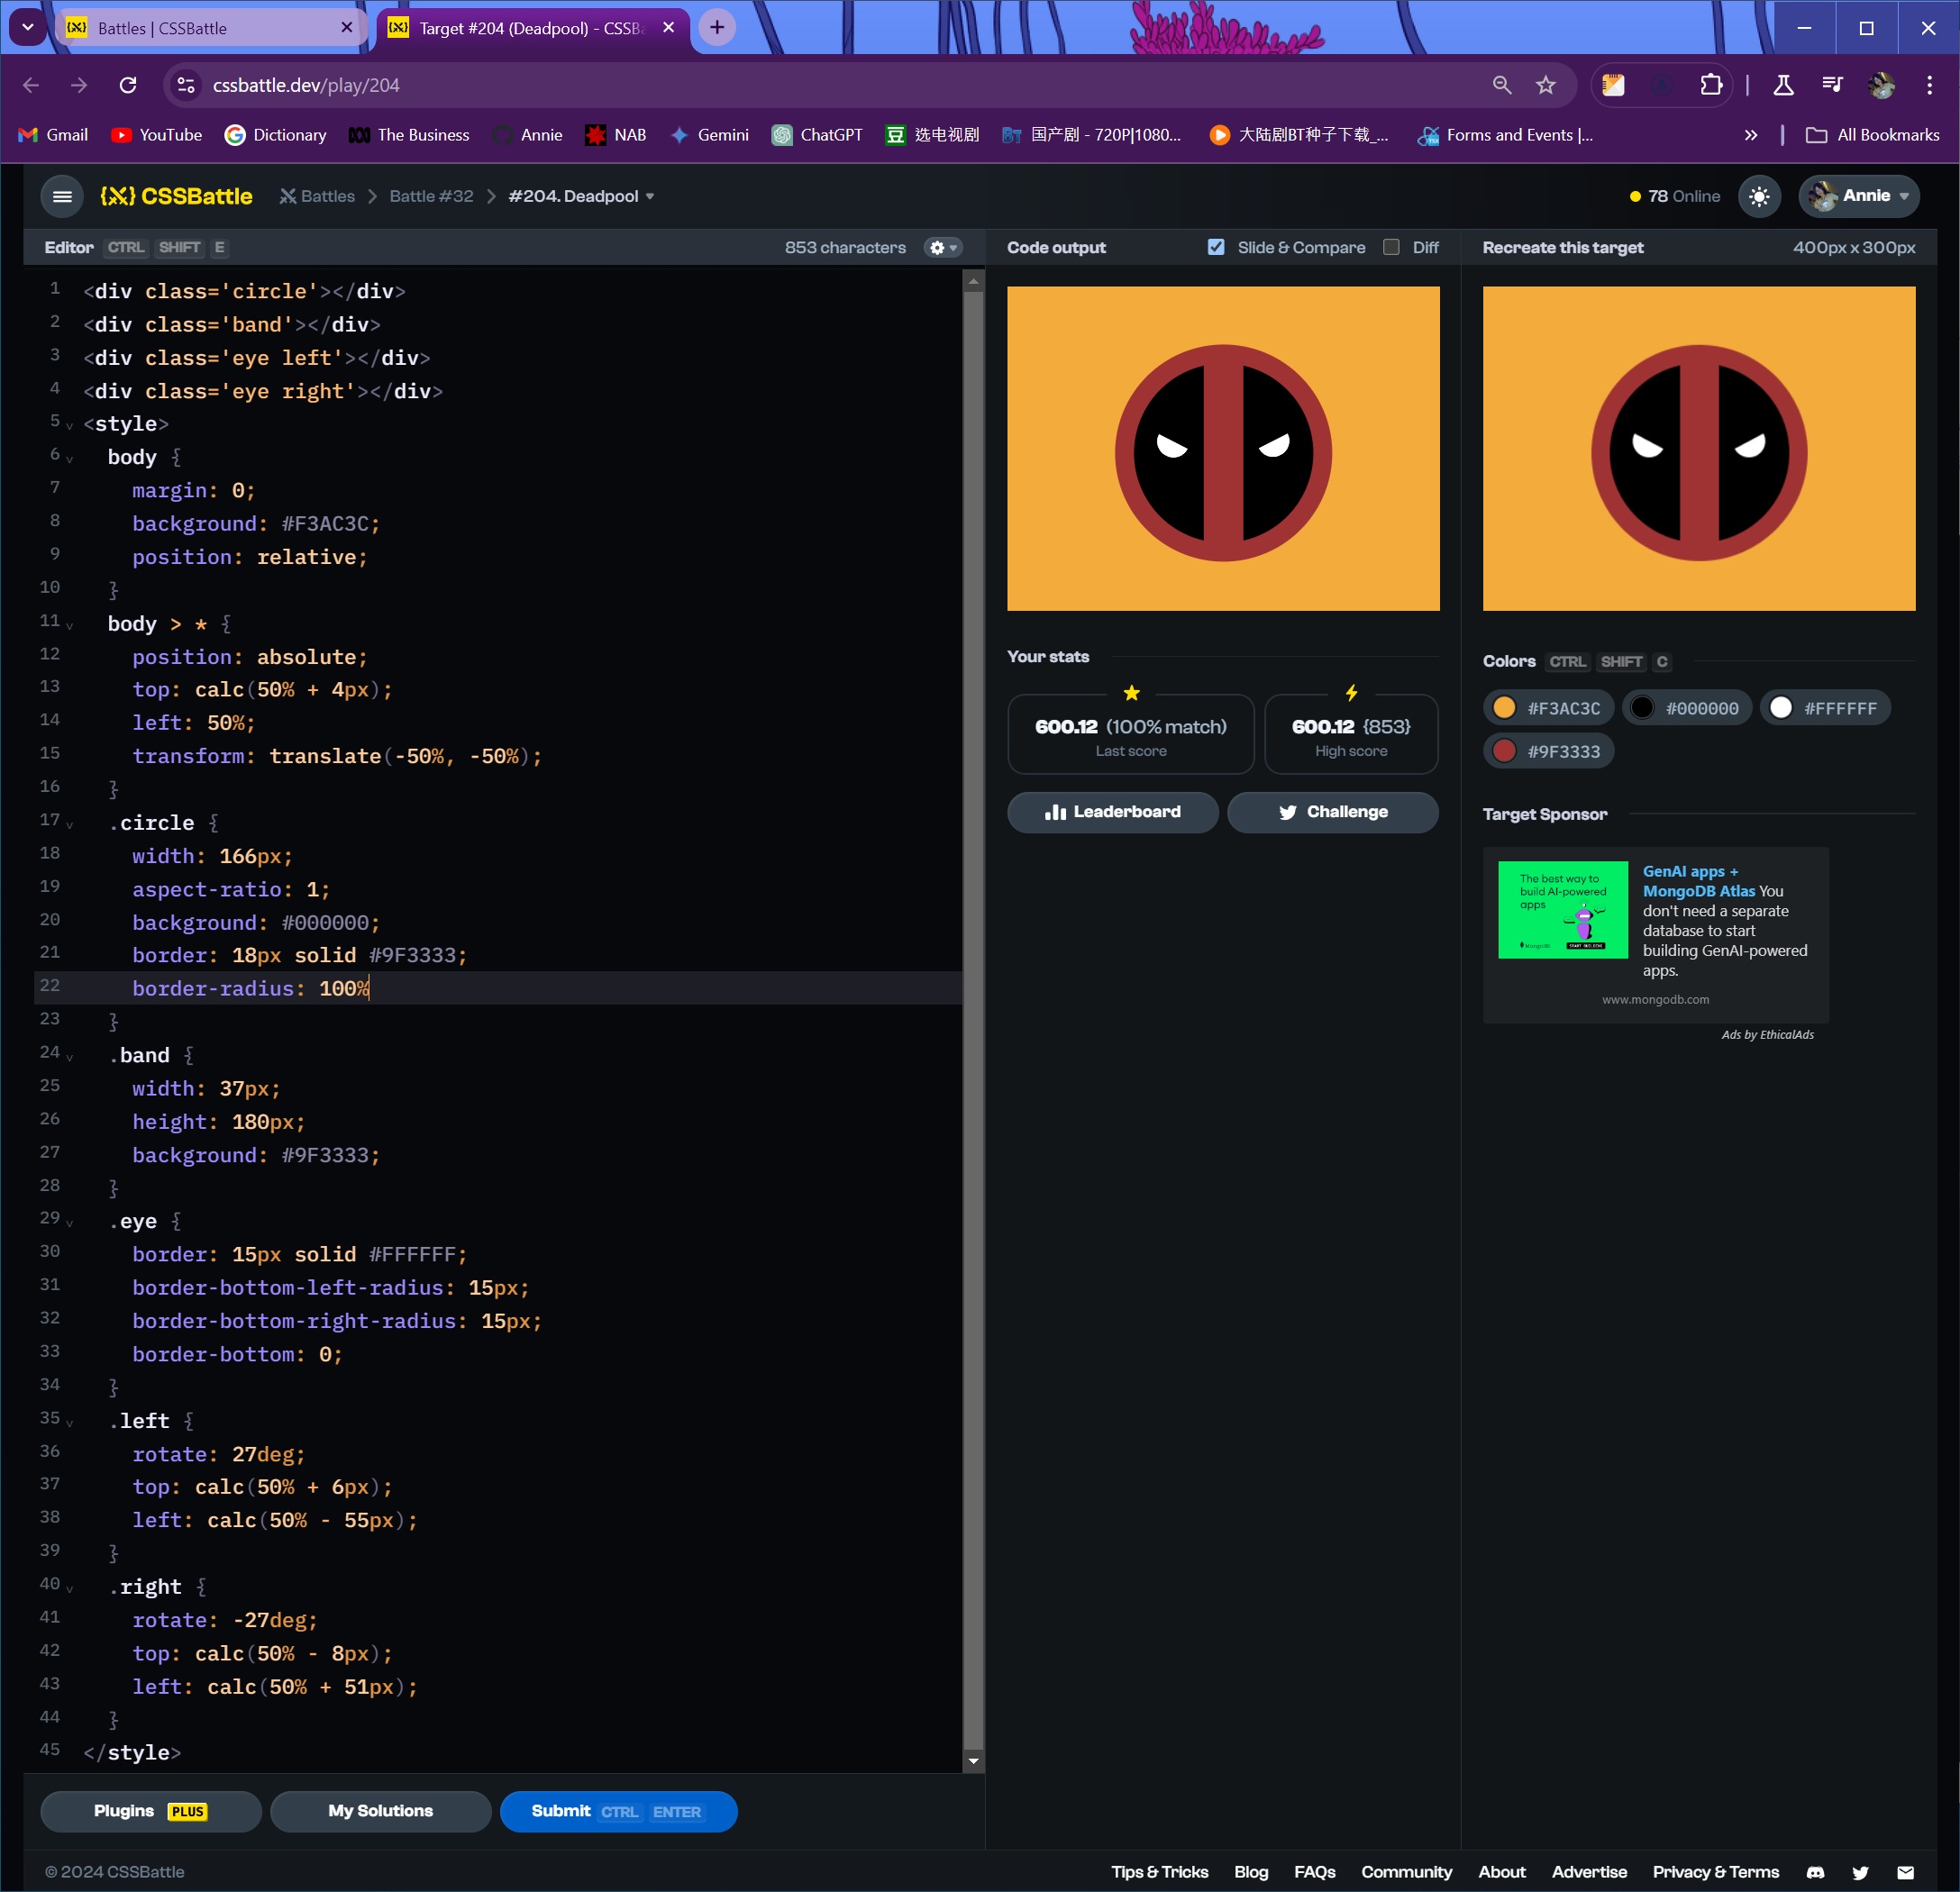 Battles | CSSBattle
Target #204 (Deadpool) - CSSBa
cssbattle.dev/play/204
Gmail YouTube Dictionary The Business Annie NAB Gemini ChatGPT 选电视剧 国产剧 - 720P|1080... 大陆剧BT种子下载_... Forms and Events |... » All Bookmarks
{X} CSSBattle Battles Battle #32 #204. Deadpool 78 Online Annie
Editor CTRL SHIFT E 853 characters
1 <div class='circle'></div>
2 <div class='band'></div>
3 <div class='eye left'></div>
4 <div class='eye right'></div>
5 <style>
6 body {
7 margin: 0;
8 background: #F3AC3C;
9 position: relative;
10 }
11 body > * {
12 position: absolute;
13 top: calc(50% + 4px);
14 left: 50%;
15 transform: translate(-50%, -50%);
16 }
17 .circle {
18 width: 166px;
19 aspect-ratio: 1;
20 background: #000000;
21 border: 18px solid #9F3333;
22 border-radius: 100%
23 }
24 .band {
25 width: 37px;
26 height: 180px;
27 background: #9F3333;
28 }
29 .eye {
30 border: 15px solid #FFFFFF;
31 border-bottom-left-radius: 15px;
32 border-bottom-right-radius: 15px;
33 border-bottom: 0;
34 }
35 .left {
36 rotate: 27deg;
37 top: calc(50% + 6px);
38 left: calc(50% - 55px);
39 }
40 .right {
41 rotate: -27deg;
42 top: calc(50% - 8px);
43 left: calc(50% + 51px);
44 }
45 </style>
Plugins PLUS My Solutions Submit CTRL ENTER
Code output Slide & Compare Diff
Your stats
600.12 (100% match)
Last score
600.12 {853}
High score
Leaderboard Challenge
Recreate this target 400px x 300px
Colors CTRL SHIFT C
#F3AC3C #000000 #FFFFFF
#9F3333
Target Sponsor
The best way to
build AI-powered
apps
MongoDB
START BUILDING
GenAI apps +
MongoDB Atlas You
don't need a separate
database to start
building GenAI-powered
apps.
www.mongodb.com
Ads by EthicalAds
© 2024 CSSBattle
Tips & Tricks Blog FAQs Community About Advertise Privacy & Terms